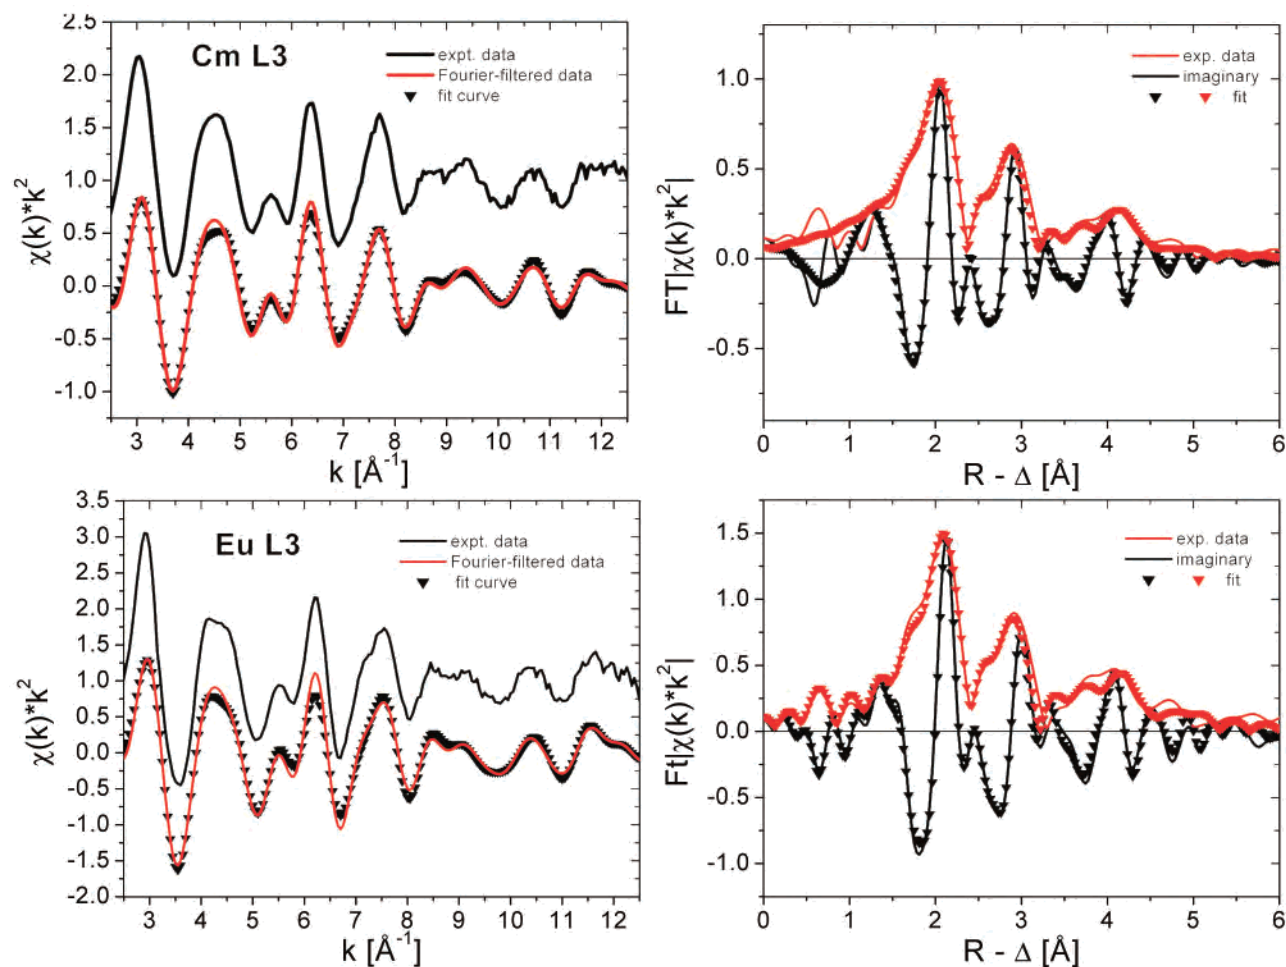 Cm L3
expt. data
Fourier-filtered data
fit curve
χ(k)*k²
2.5
2.0
1.5
1.0
0.5
0.0
-0.5
-1.0
3 4 5 6 7 8 9 10 11 12
k [Å⁻¹]
exp. data
imaginary
fit
FT|χ(k)*k²|
1.0
0.5
0.0
-0.5
0 1 2 3 4 5 6
R - Δ [Å]
Eu L3
expt. data
Fourier-filtered data
fit curve
χ(k)*k²
3.5
3.0
2.5
2.0
1.5
1.0
0.5
0.0
-0.5
-1.0
-1.5
-2.0
3 4 5 6 7 8 9 10 11 12
k [Å⁻¹]
exp. data
imaginary
fit
Ft|χ(k)*k²|
1.5
1.0
0.5
0.0
-0.5
-1.0
0 1 2 3 4 5 6
R - Δ [Å]